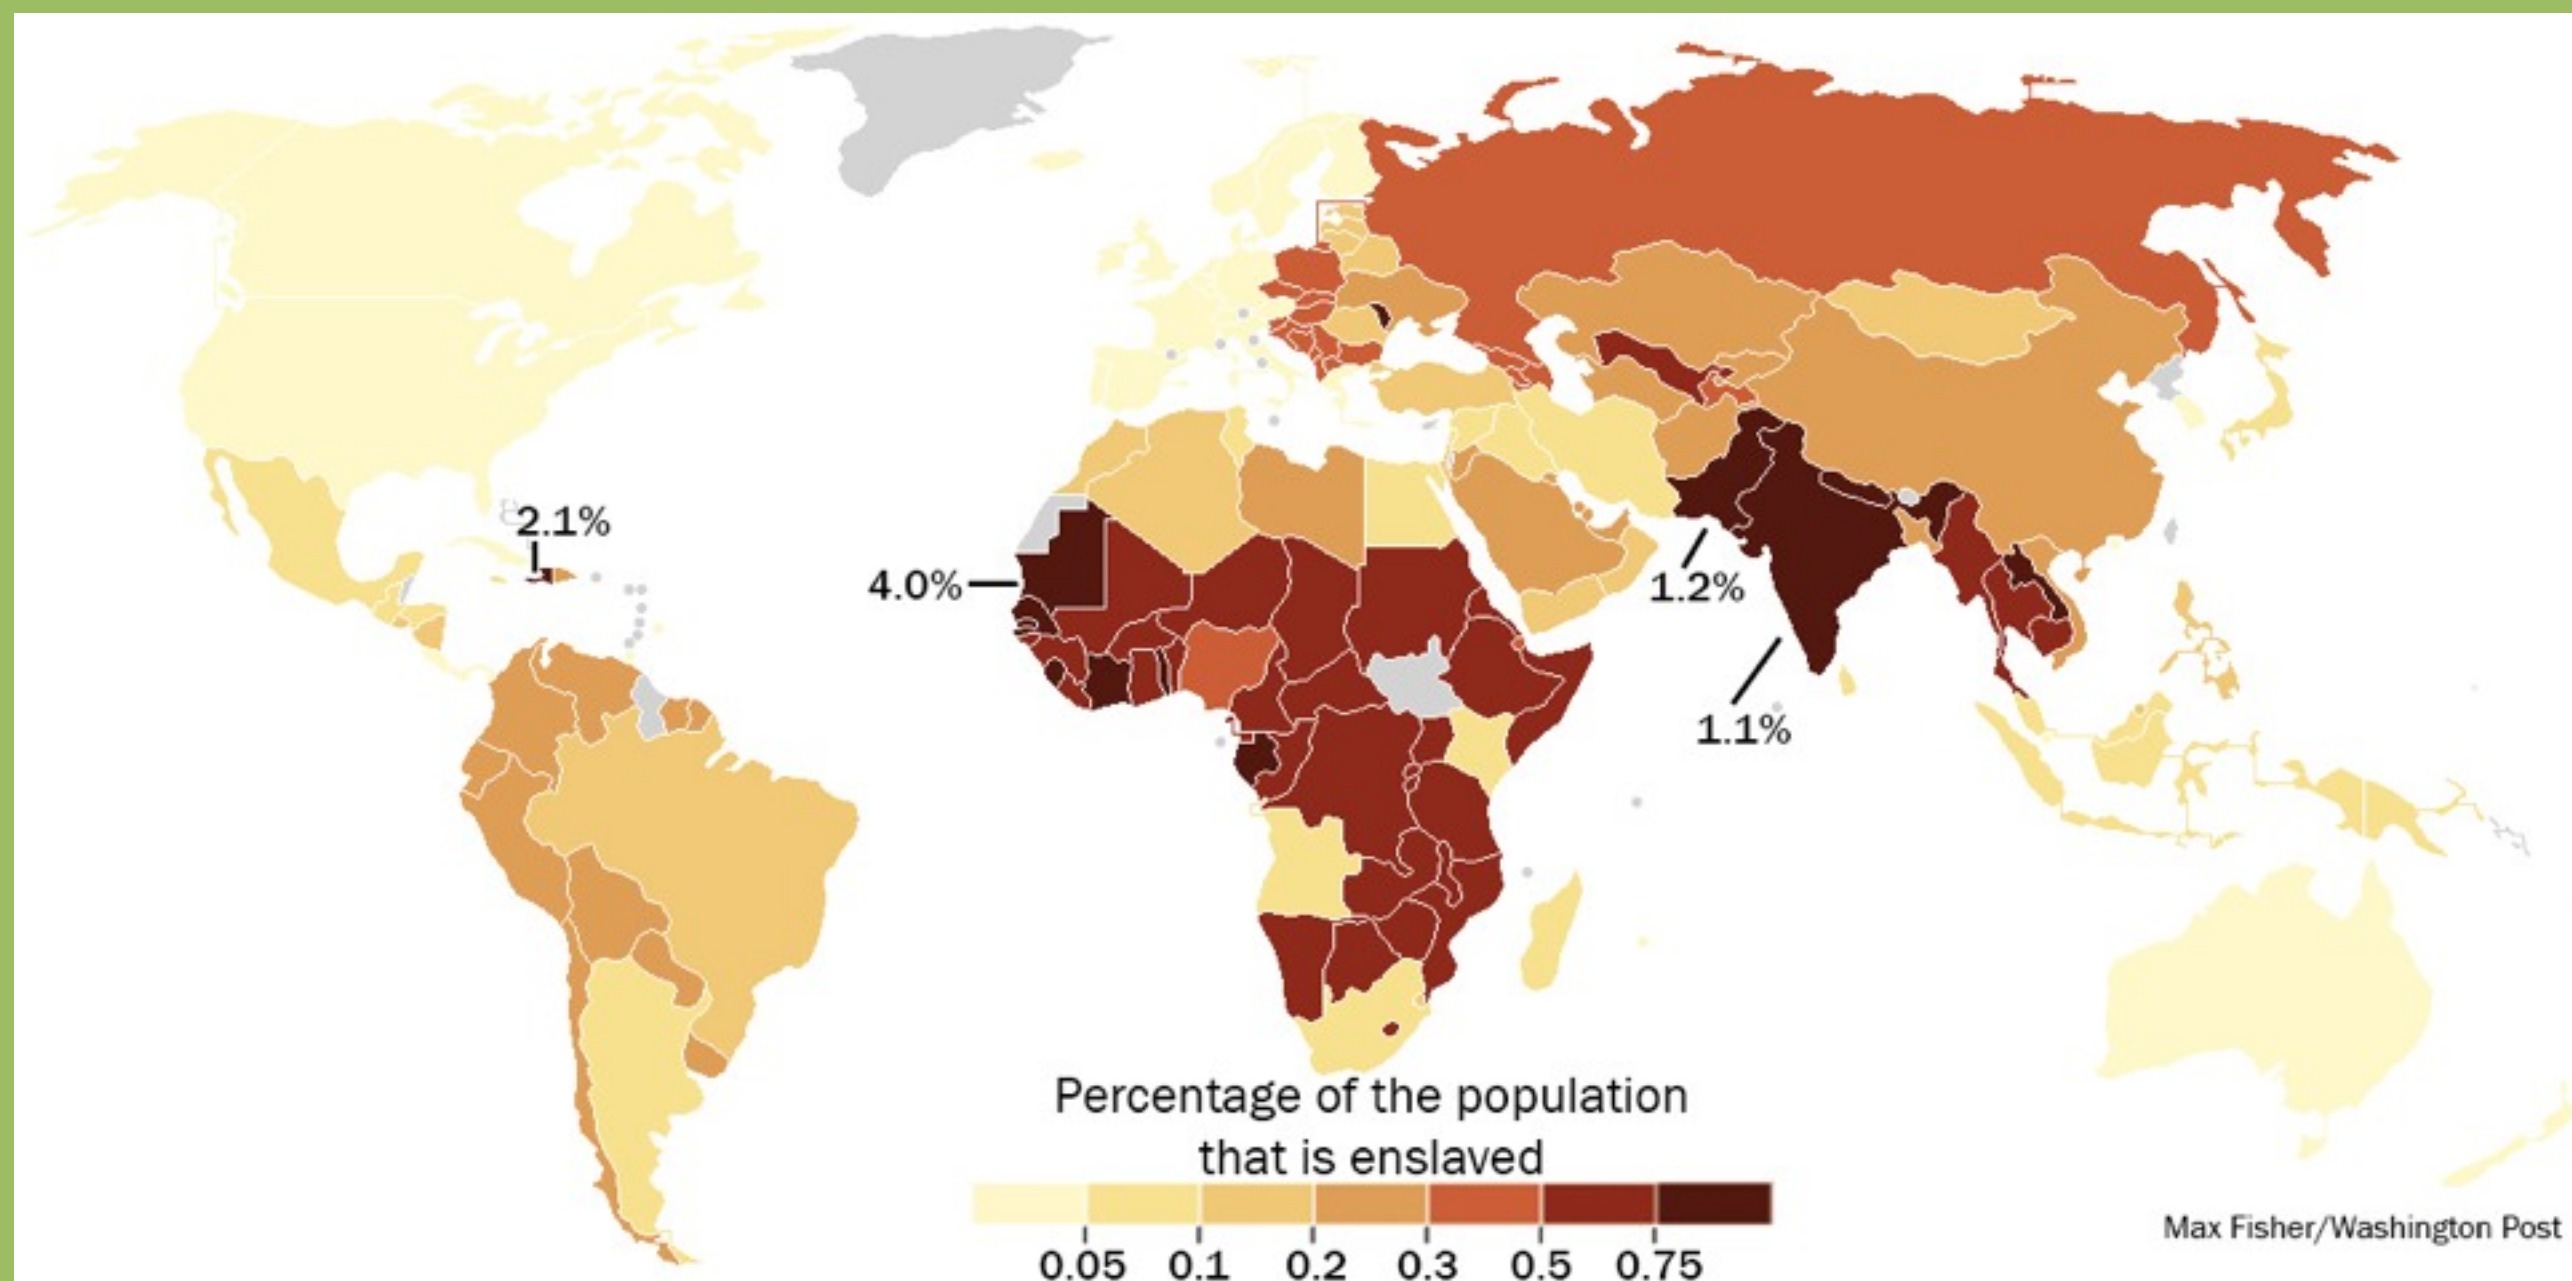 2.1%
4.0%
1.2%
1.1%
Percentage of the population
that is enslaved
0.05 0.1 0.2 0.3 0.5 0.75
Max Fisher/Washington Post